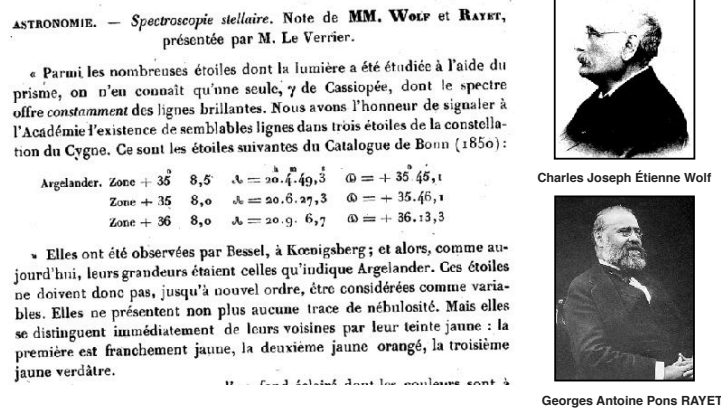 ASTRONOMIE. — Spectroscopie stellaire. Note de MM. WOLF et RAYET,
présentée par M. Le Verrier.
« Parmi les nombreuses étoiles dont la lumière a été étudiée à l'aide du
prisme, on n'en connaît qu'une seule, γ de Cassiopée, dont le spectre
offre constamment des lignes brillantes. Nous avons l'honneur de signaler à
l'Académie l'existence de semblables lignes dans trois étoiles de la constella-
tion du Cygne. Ce sont les étoiles suivantes du Catalogue de Bonn (1850):
Argelander. Zone + 35° 8,5 ᴁ = 20h.4m.49s,3 ⓓ = + 35°.45,1
Zone + 35 8,0 ᴁ = 20.6.27,3 ⓓ = + 35.46,1
Zone + 36 8,0 ᴁ = 20.9. 6,7 ⓓ = + 36.13,3
» Elles ont été observées par Bessel, à Kœnigsberg; et alors, comme au-
jourd'hui, leurs grandeurs étaient celles qu'indique Argelander. Ces étoiles
ne doivent donc pas, jusqu'à nouvel ordre, être considérées comme varia-
bles. Elles ne présentent non plus aucune trace de nébulosité. Mais elles
se distinguent immédiatement de leurs voisines par leur teinte jaune : la
première est franchement jaune, la deuxième jaune orangé, la troisième
jaune verdâtre.
fond éclairé dont les couleurs sont à
Charles Joseph Étienne Wolf
Georges Antoine Pons RAYET